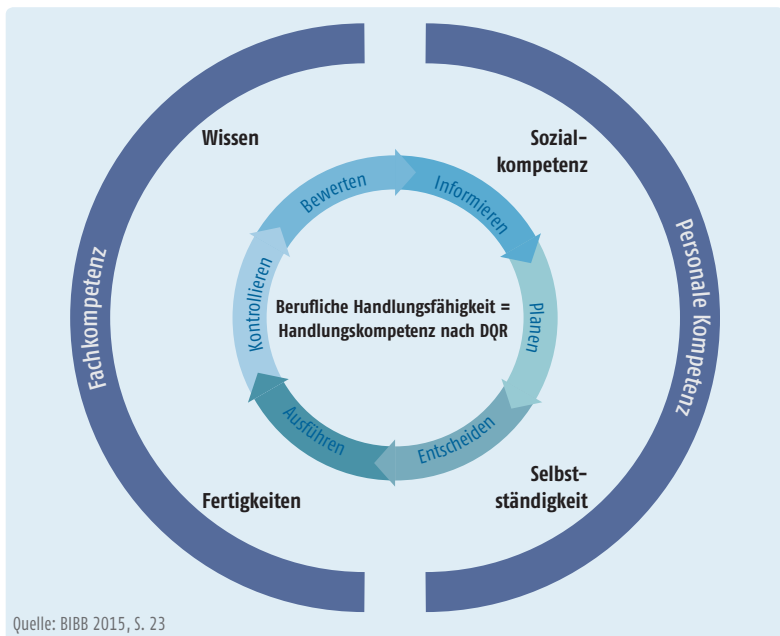 Fachkompetenz
Personale Kompetenz
Wissen
Sozial-
kompetenz
Bewerten
Informieren
Planen
Entscheiden
Ausführen
Kontrollieren
Berufliche Handlungsfähigkeit =
Handlungskompetenz nach DQR
Fertigkeiten
Selbst-
ständigkeit
Quelle: BIBB 2015, S. 23